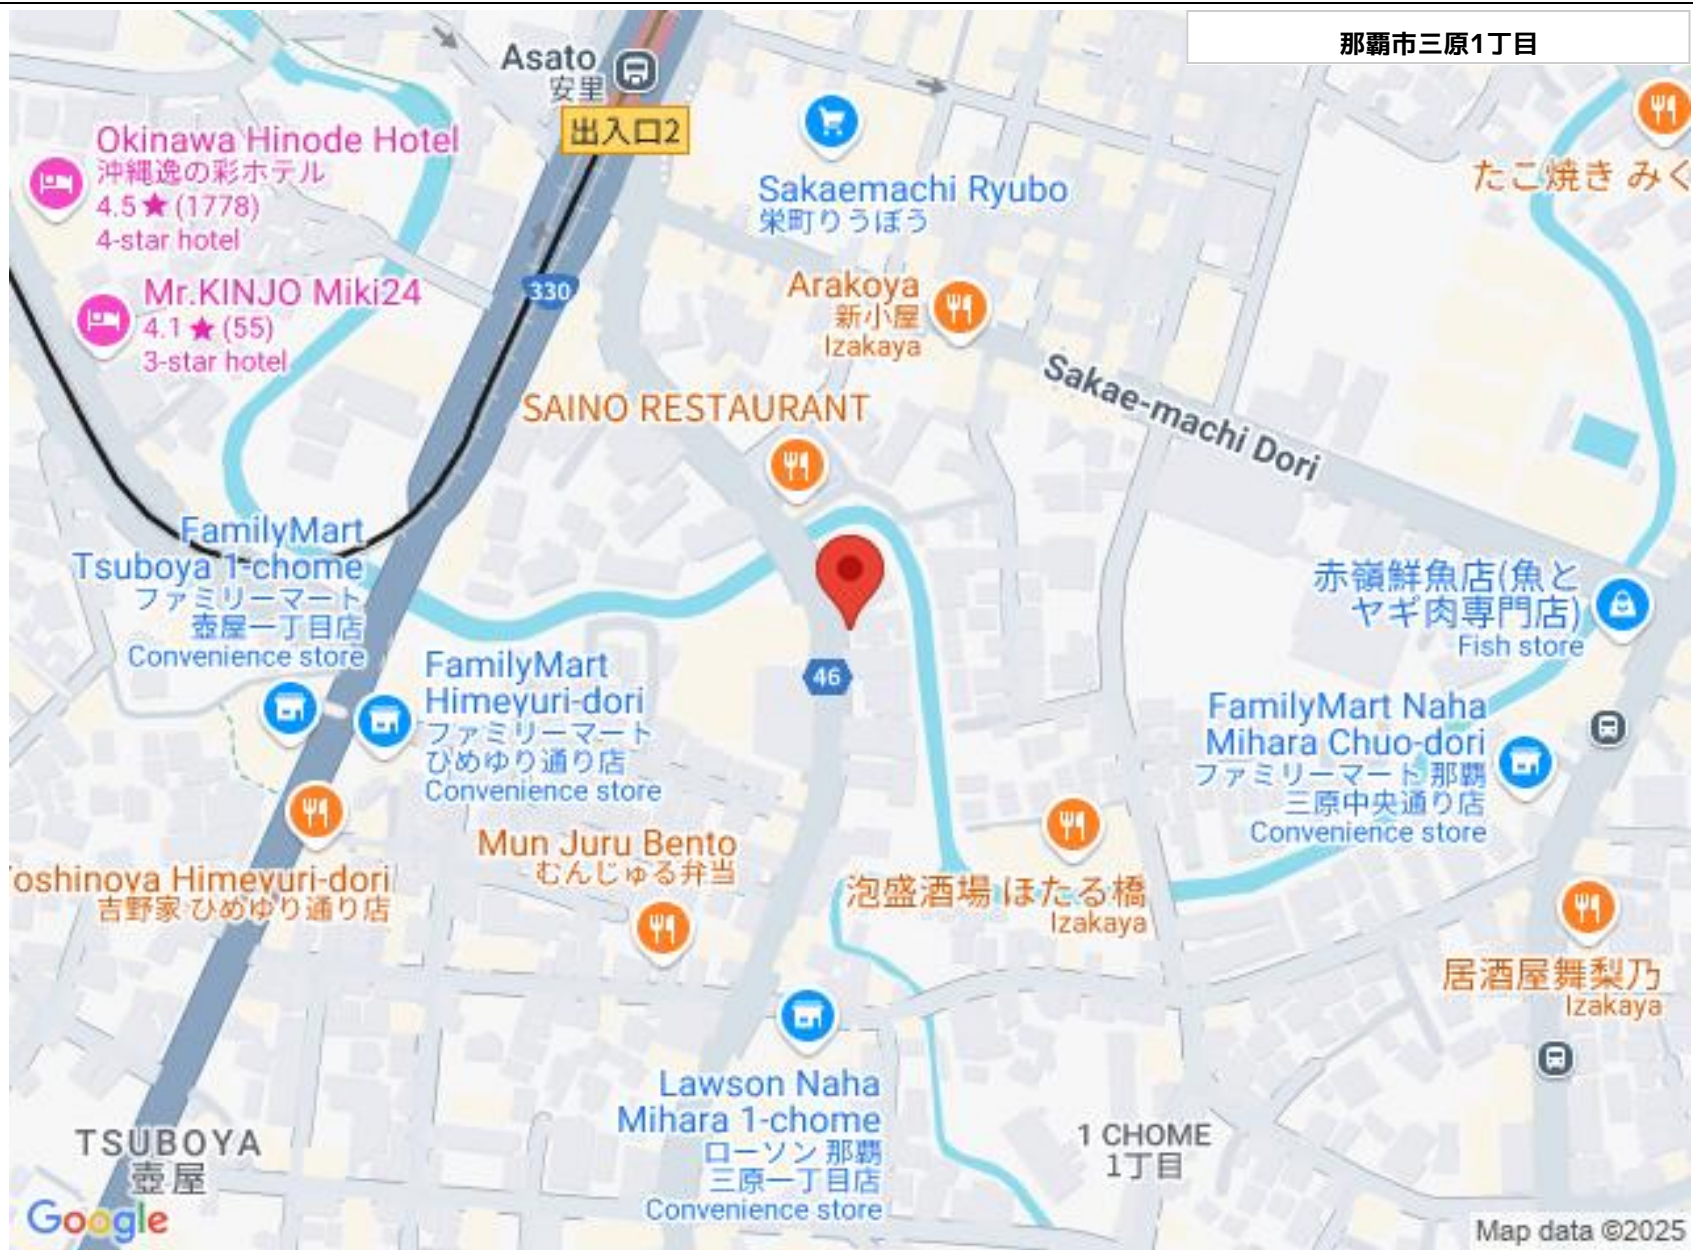 那覇市三原1丁目
Asato
安里
出入口2
Okinawa Hinode Hotel
沖縄逸の彩ホテル
4.5★(1778)
4-star hotel
Sakaemachi Ryubo
栄町りうぼう
たこ焼き みく
Mr.KINJO Miki24
4.1★(55)
3-star hotel
330
Arakoya
新小屋
Izakaya
Sakae-machi Dori
SAINO RESTAURANT
FamilyMart
Tsuboya 1-chome
ファミリーマート
壺屋一丁目店
Convenience store
赤嶺鮮魚店(魚と
ヤギ肉専門店)
Fish store
46
FamilyMart
Himeyuri-dori
ファミリーマート
ひめゆり通り店
Convenience store
FamilyMart Naha
Mihara Chuo-dori
ファミリーマート 那覇
三原中央通り店
Convenience store
Mun Juru Bento
むんじゅる弁当
oshinoya Himeyuri-dori
吉野家 ひめゆり通り店
泡盛酒場 ほたる橋
Izakaya
居酒屋舞梨乃
Izakaya
Lawson Naha
Mihara 1-chome
ローソン 那覇
三原一丁目店
Convenience store
TSUBOYA
壺屋
1 CHOME
1丁目
Google
Map data ©2025